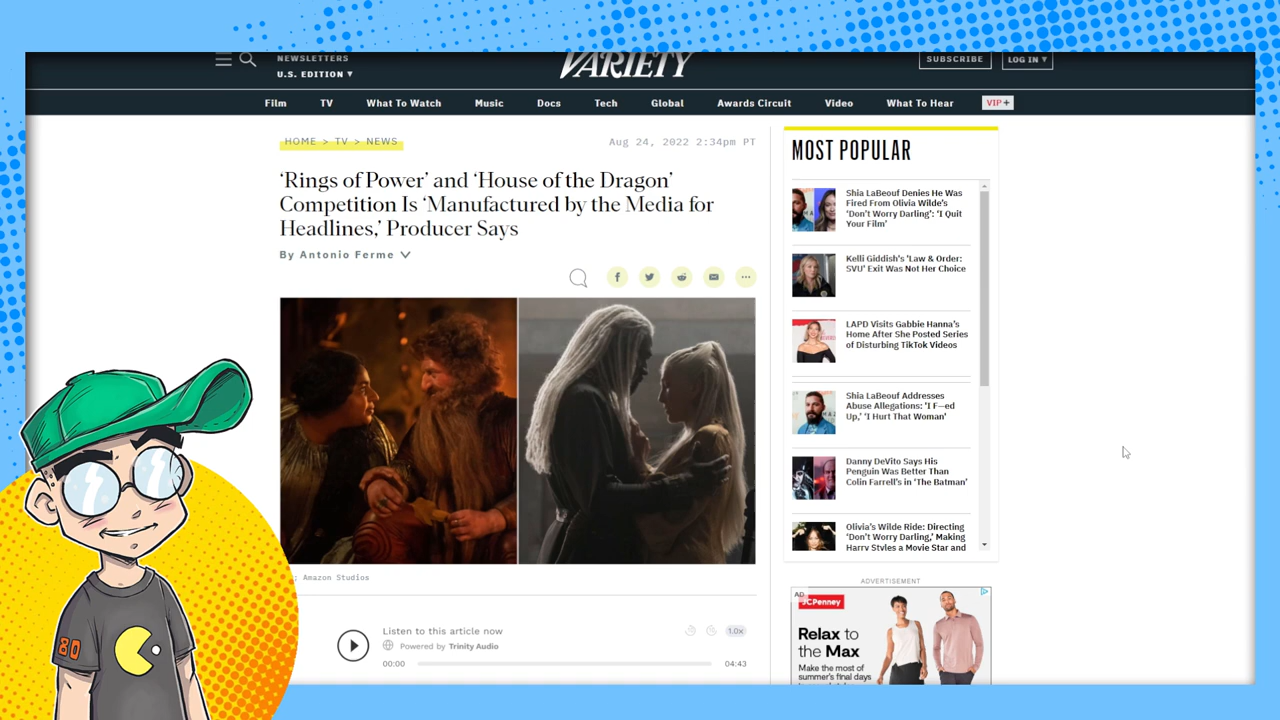 NEWSLETTERS
U.S. EDITION ▾
VARIETY
SUBSCRIBE
LOG IN ▾
Film TV What To Watch Music Docs Tech Global Awards Circuit Video What To Hear VIP+
HOME > TV > NEWS
Aug 24, 2022 2:34pm PT
‘Rings of Power’ and ‘House of the Dragon’
Competition Is ‘Manufactured by the Media for
Headlines,’ Producer Says
By Antonio Ferme
; Amazon Studios
Listen to this article now
Powered by Trinity Audio
00:00
04:43
1.0x
MOST POPULAR
Shia LaBeouf Denies He Was
Fired From Olivia Wilde’s
‘Don’t Worry Darling’: ‘I Quit
Your Film’
Kelli Giddish’s ‘Law & Order:
SVU’ Exit Was Not Her Choice
LAPD Visits Gabbie Hanna’s
Home After She Posted Series
of Disturbing TikTok Videos
Shia LaBeouf Addresses
Abuse Allegations: ‘I F—ed
Up,’ ‘I Hurt That Woman’
Danny DeVito Says His
Penguin Was Better Than
Colin Farrell’s in ‘The Batman’
Olivia’s Wilde Ride: Directing
‘Don’t Worry Darling,’ Making
Harry Styles a Movie Star and
ADVERTISEMENT
AD
JCPenney
Relax to
the Max
Make the most of
summer’s final days
80